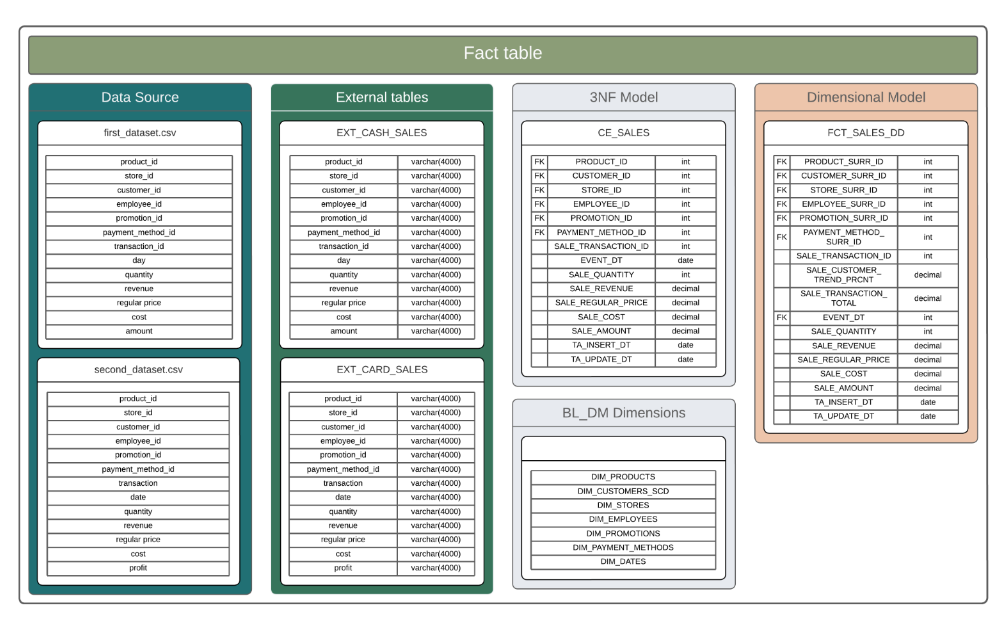 Fact table
Data Source
first_dataset.csv
product_id
store_id
customer_id
employee_id
promotion_id
payment_method_id
transaction_id
day
quantity
revenue
regular price
cost
amount
second_dataset.csv
product_id
store_id
customer_id
employee_id
promotion_id
payment_method_id
transaction
date
quantity
revenue
regular price
cost
profit
External tables
EXT_CASH_SALES
product_id varchar(4000)
store_id varchar(4000)
customer_id varchar(4000)
employee_id varchar(4000)
promotion_id varchar(4000)
payment_method_id varchar(4000)
transaction_id varchar(4000)
day varchar(4000)
quantity varchar(4000)
revenue varchar(4000)
regular price varchar(4000)
cost varchar(4000)
amount varchar(4000)
EXT_CARD_SALES
product_id varchar(4000)
store_id varchar(4000)
customer_id varchar(4000)
employee_id varchar(4000)
promotion_id varchar(4000)
payment_method_id varchar(4000)
transaction varchar(4000)
date varchar(4000)
quantity varchar(4000)
revenue varchar(4000)
regular price varchar(4000)
cost varchar(4000)
profit varchar(4000)
3NF Model
CE_SALES
FK PRODUCT_ID int
FK CUSTOMER_ID int
FK STORE_ID int
FK EMPLOYEE_ID int
FK PROMOTION_ID int
FK PAYMENT_METHOD_ID int
SALE_TRANSACTION_ID int
EVENT_DT date
SALE_QUANTITY int
SALE_REVENUE decimal
SALE_REGULAR_PRICE decimal
SALE_COST decimal
SALE_AMOUNT decimal
TA_INSERT_DT date
TA_UPDATE_DT date
BL_DM Dimensions
DIM_PRODUCTS
DIM_CUSTOMERS_SCD
DIM_STORES
DIM_EMPLOYEES
DIM_PROMOTIONS
DIM_PAYMENT_METHODS
DIM_DATES
Dimensional Model
FCT_SALES_DD
FK PRODUCT_SURR_ID int
FK CUSTOMER_SURR_ID int
FK STORE_SURR_ID int
FK EMPLOYEE_SURR_ID int
FK PROMOTION_SURR_ID int
FK PAYMENT_METHOD_
SURR_ID int
SALE_TRANSACTION_ID int
SALE_CUSTOMER_
TREND_PRCNT decimal
SALE_TRANSACTION_
TOTAL decimal
FK EVENT_DT int
SALE_QUANTITY int
SALE_REVENUE decimal
SALE_REGULAR_PRICE decimal
SALE_COST decimal
SALE_AMOUNT decimal
TA_INSERT_DT date
TA_UPDATE_DT date